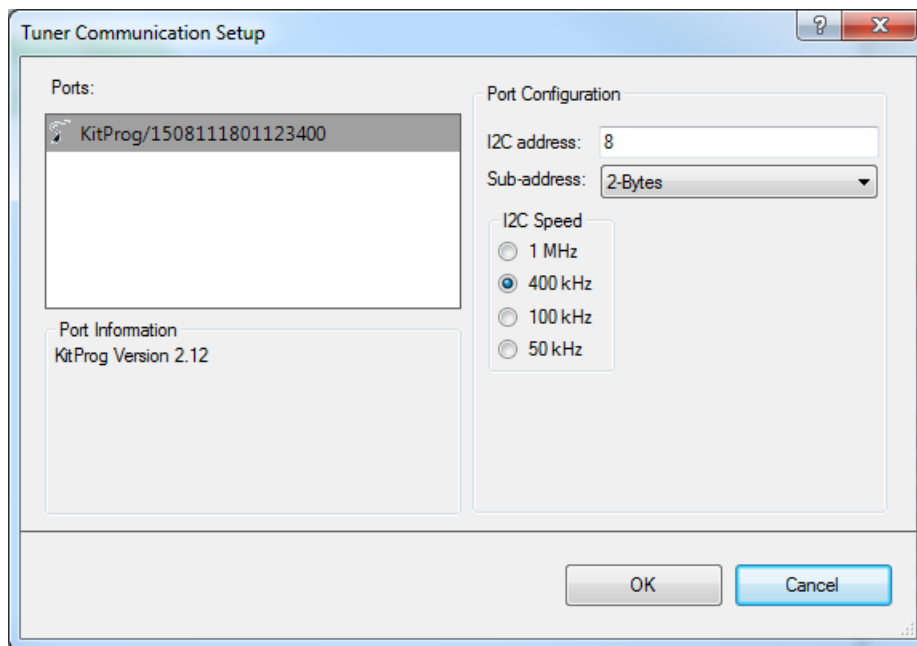 Tuner Communication Setup
Ports:
KitProg/1508111801123400
Port Information
KitProg Version 2.12
Port Configuration
I2C address: 8
Sub-address: 2-Bytes
I2C Speed
1 MHz
400 kHz
100 kHz
50 kHz
OK Cancel